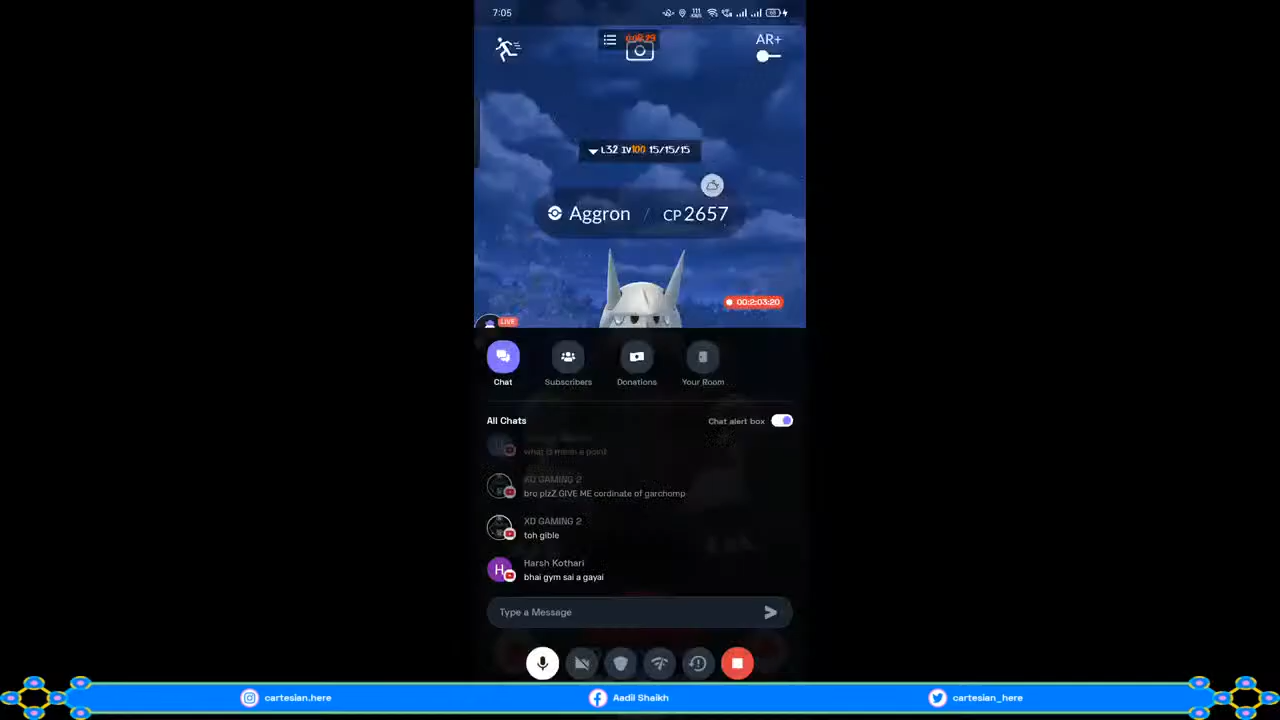 7:05
AR+
L32 IV100 15/15/15
Aggron / CP2657
00:2:03:20
LIVE
Chat
Subscribers
Donations
Your Room
All Chats
Chat alert box
XD GAMING 2
bro plzZ GIVE ME cordinate of garchomp
XD GAMING 2
toh gible
Harsh Kothari
bhai gym sai a gayai
Type a Message
cartesian.here
Aadil Shaikh
cartesian_here